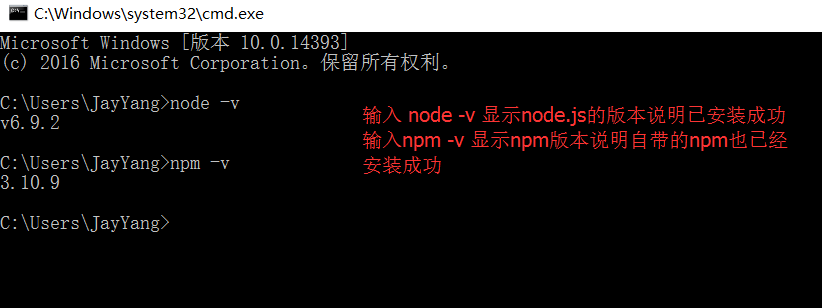 C:\Windows\system32\cmd.exe
Microsoft Windows [版本 10.0.14393]
(c) 2016 Microsoft Corporation。保留所有权利。
C:\Users\JayYang>node -v
v6.9.2
C:\Users\JayYang>npm -v
3.10.9
C:\Users\JayYang>
输入 node -v 显示node.js的版本说明已安装成功
输入npm -v 显示npm版本说明自带的npm也已经
安装成功